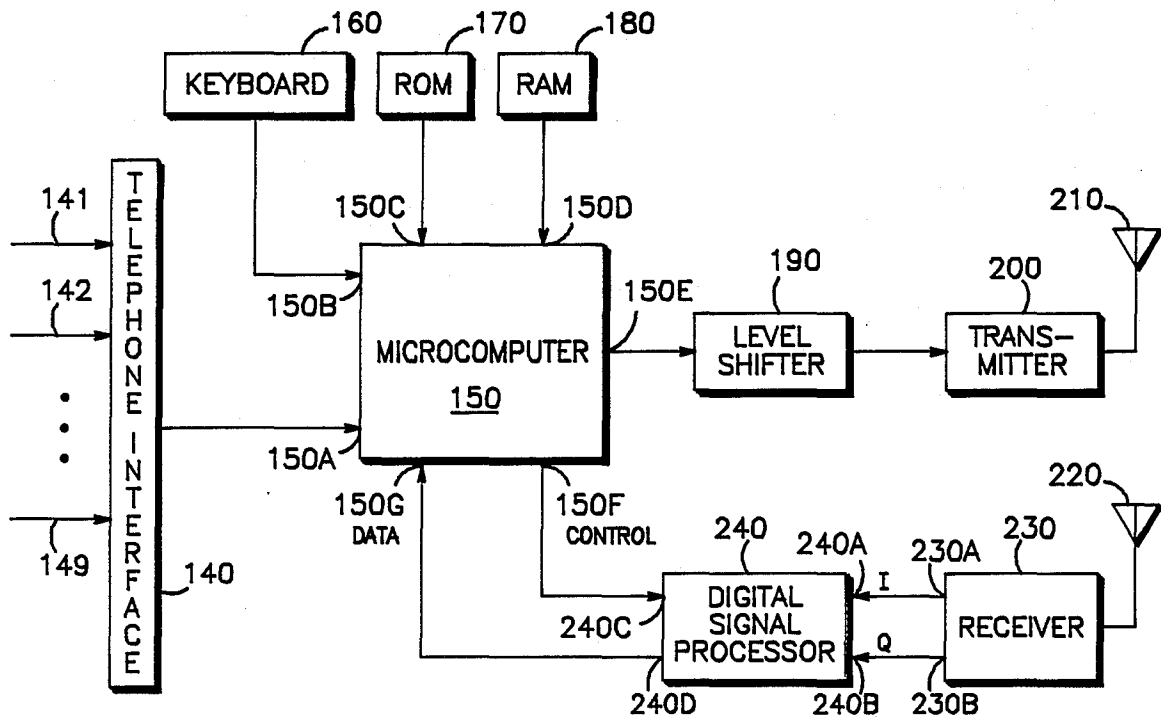 160
170
180
KEYBOARD
ROM
RAM
TELEPHONE INTERFACE
141
142
149
140
150C
150D
150B
150E
MICROCOMPUTER
150
150A
150G
DATA
150F
CONTROL
190
LEVEL
SHIFTER
200
TRANS-
MITTER
210
220
240
240A
I
230A
230
240C
DIGITAL
SIGNAL
PROCESSOR
Q
RECEIVER
240D
240B
230B